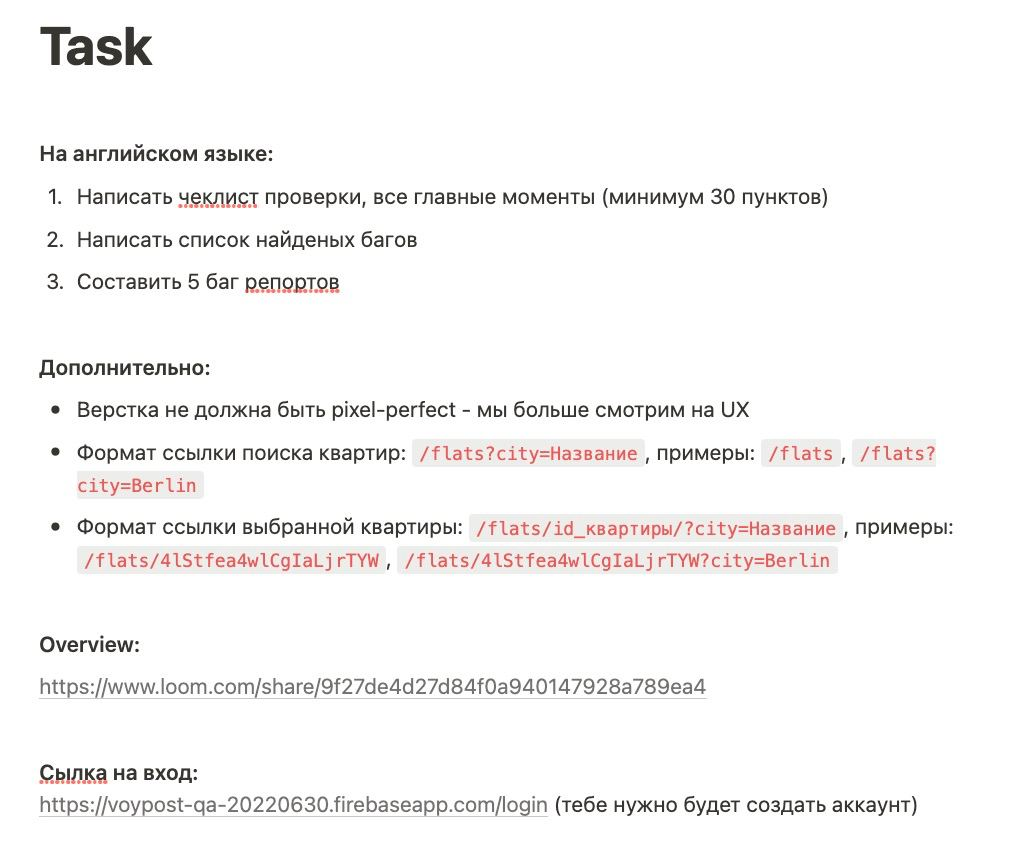 Task
На английском языке:
1. Написать чеклист проверки, все главные моменты (минимум 30 пунктов)
2. Написать список найденых багов
3. Составить 5 баг репортов
Дополнительно:
• Верстка не должна быть pixel-perfect - мы больше смотрим на UX
• Формат ссылки поиска квартир: /flats?city=Название , примеры: /flats , /flats?
city=Berlin
• Формат ссылки выбранной квартиры: /flats/id_квартиры/?city=Название , примеры:
/flats/4lStfea4wlCgIaLjrTYW , /flats/4lStfea4wlCgIaLjrTYW?city=Berlin
Overview:
https://www.loom.com/share/9f27de4d27d84f0a940147928a789ea4
Сылка на вход:
https://voypost-qa-20220630.firebaseapp.com/login (тебе нужно будет создать аккаунт)